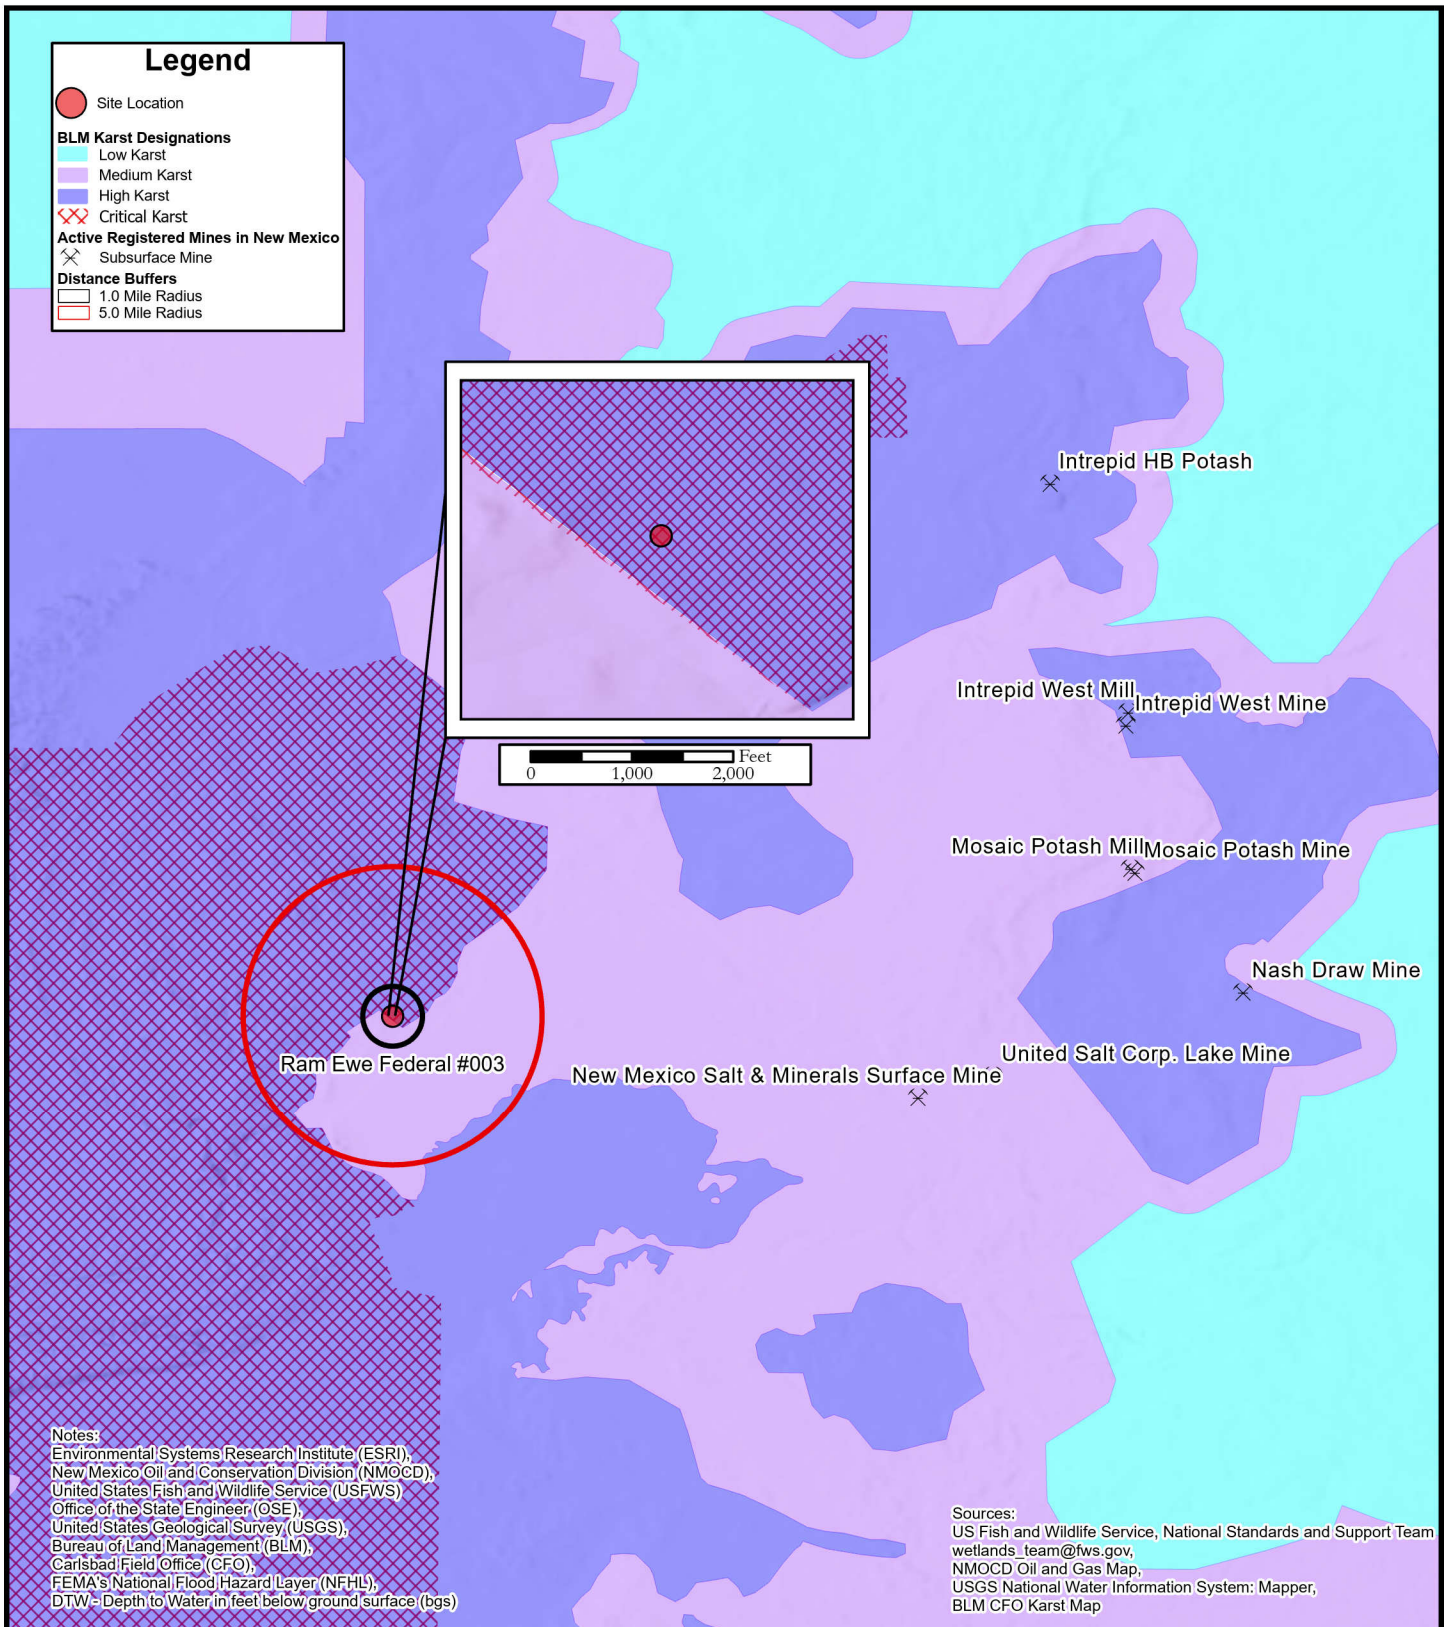 Legend
Site Location
BLM Karst Designations
Low Karst
Medium Karst
High Karst
Critical Karst
Active Registered Mines in New Mexico
Subsurface Mine
Distance Buffers
1.0 Mile Radius
5.0 Mile Radius
Intrepid HB Potash
Intrepid West Mill
Intrepid West Mine
Feet
0 1,000 2,000
Mosaic Potash Mill
Mosaic Potash Mine
Nash Draw Mine
United Salt Corp. Lake Mine
Ram Ewe Federal #003
New Mexico Salt & Minerals Surface Mine
Notes:
Environmental Systems Research Institute (ESRI),
New Mexico Oil and Conservation Division (NMOCD),
United States Fish and Wildlife Service (USFWS)
Office of the State Engineer (OSE),
United States Geological Survey (USGS),
Bureau of Land Management (BLM),
Carlsbad Field Office (CFO),
FEMA's National Flood Hazard Layer (NFHL),
DTW - Depth to Water in feet below ground surface (bgs)
Sources:
US Fish and Wildlife Service, National Standards and Support Team
wetlands_team@fws.gov,
NMOCD Oil and Gas Map,
USGS National Water Information System: Mapper,
BLM CFO Karst Map